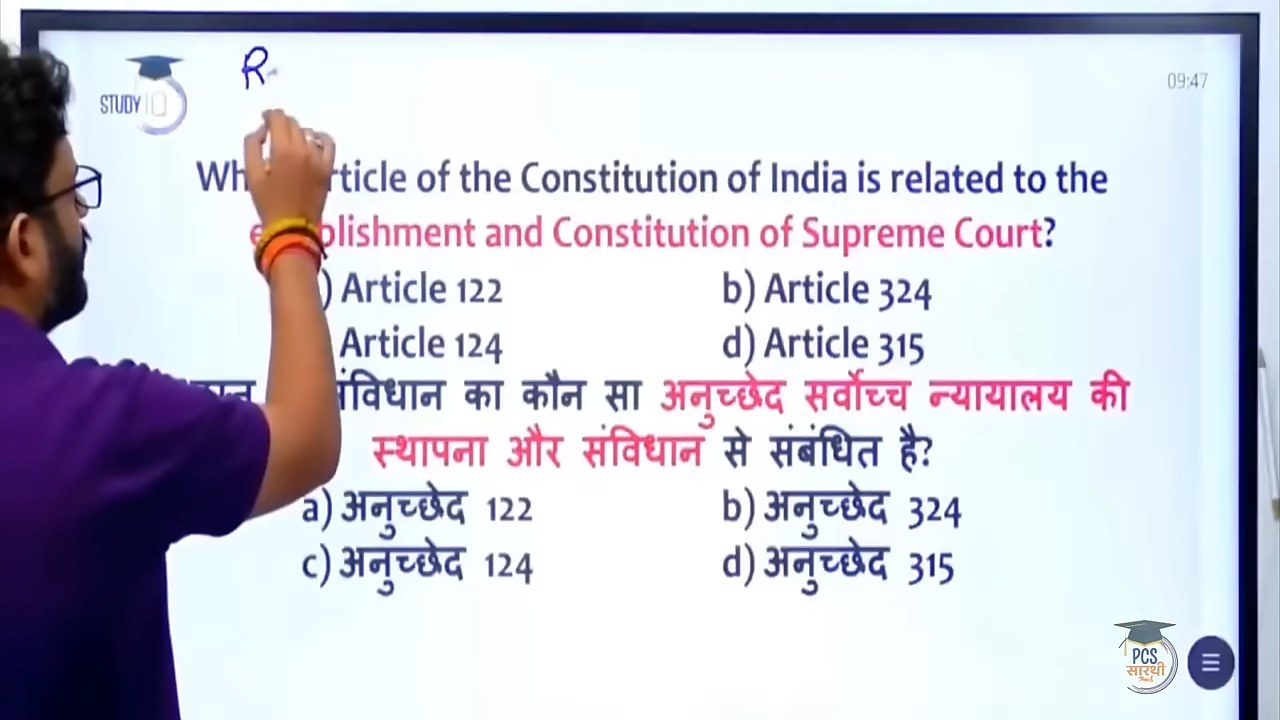 R
STUDY
09:47
Wh rticle of the Constitution of India is related to the
e blishment and Constitution of Supreme Court?
) Article 122
b) Article 324
Article 124
d) Article 315
संविधान का कौन सा अनुच्छेद सर्वोच्च न्यायालय की
स्थापना और संविधान से संबंधित है?
a) अनुच्छेद 122
b) अनुच्छेद 324
c) अनुच्छेद 124
d) अनुच्छेद 315
PCS
सारथी